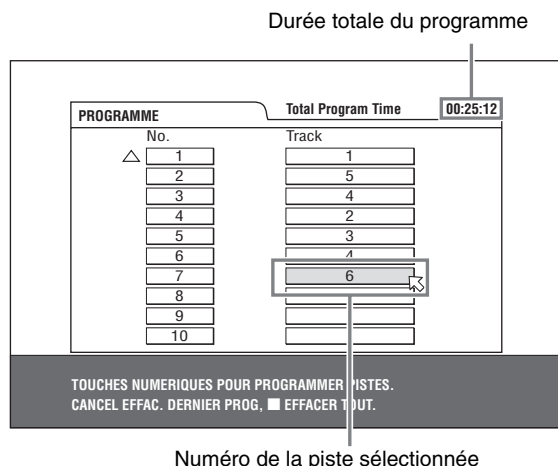 Durée totale du programme
PROGRAMME Total Program Time 00:25:12
No. Track
1 1
2 5
3 4
4 2
5 3
6 4
7 6
8
9
10
TOUCHES NUMERIQUES POUR PROGRAMMER PISTES.
CANCEL EFFAC. DERNIER PROG, ■ EFFACER TOUT.
Numéro de la piste sélectionnée